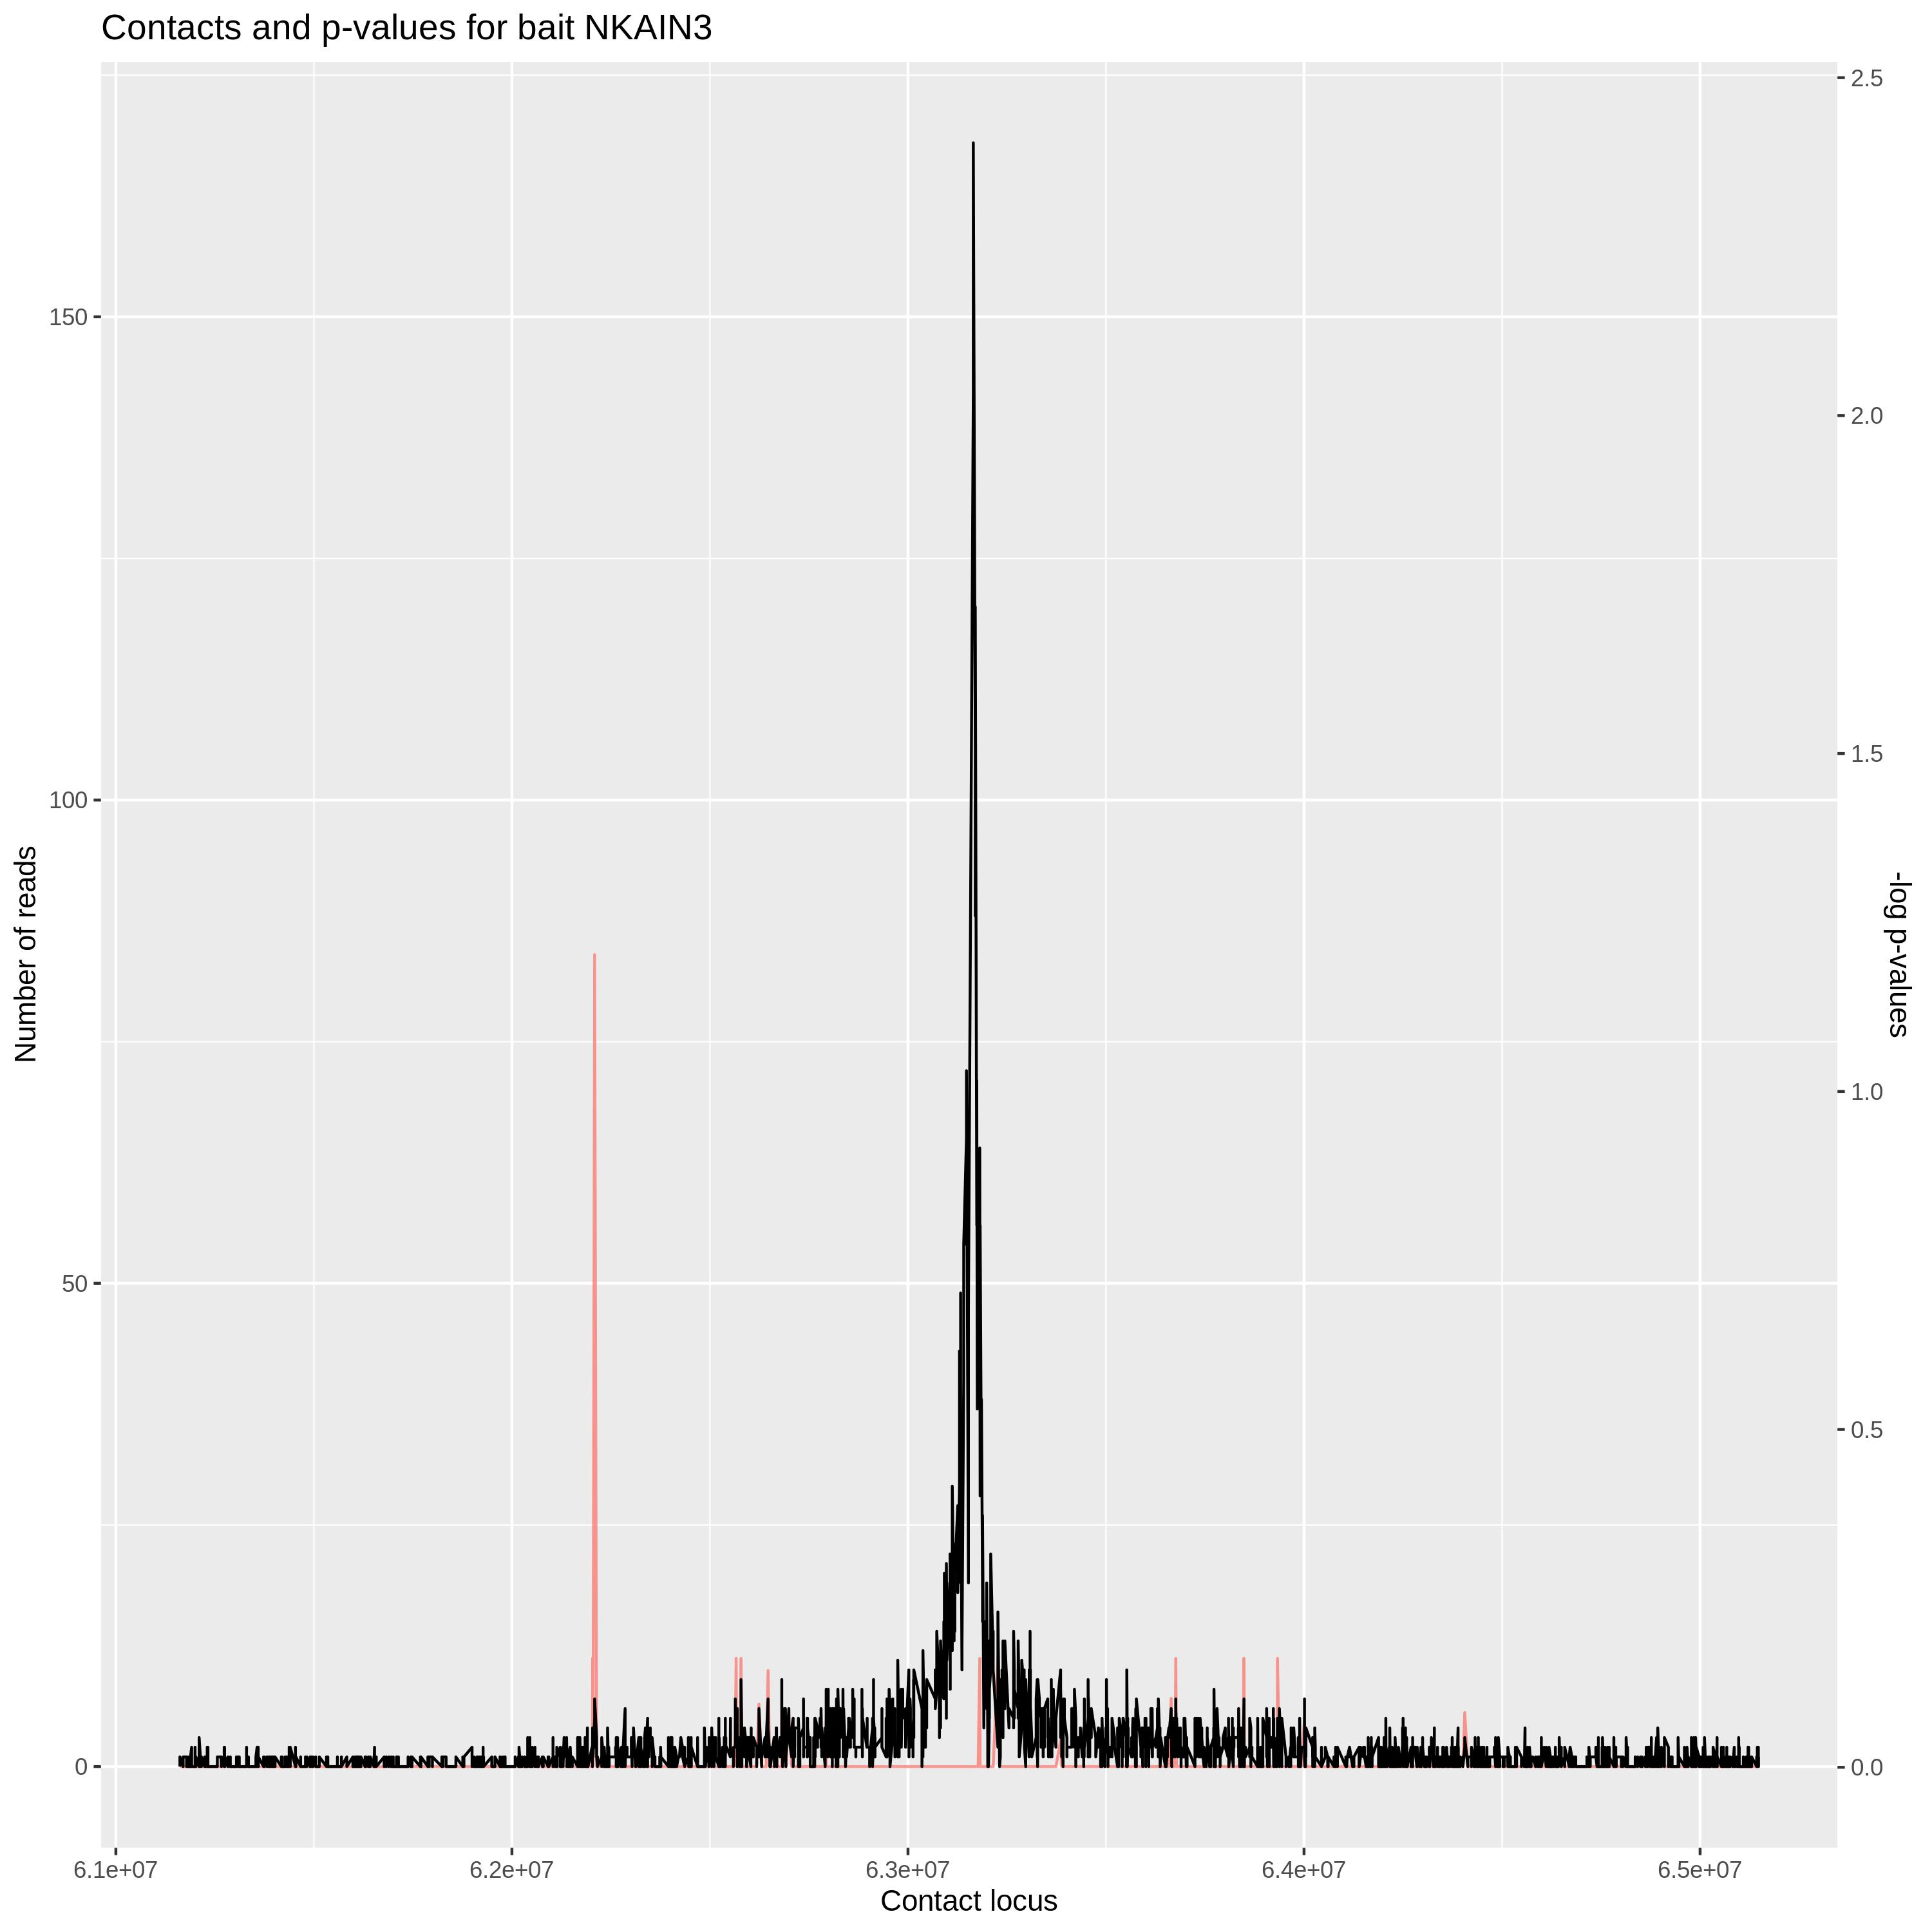 Contacts and p-values for bait NKAIN3
150
100
50
0
Number of reads
2.5
2.0
1.5
1.0
0.5
0.0
-log p-values
6.1e+07 6.2e+07 6.3e+07 6.4e+07 6.5e+07
Contact locus